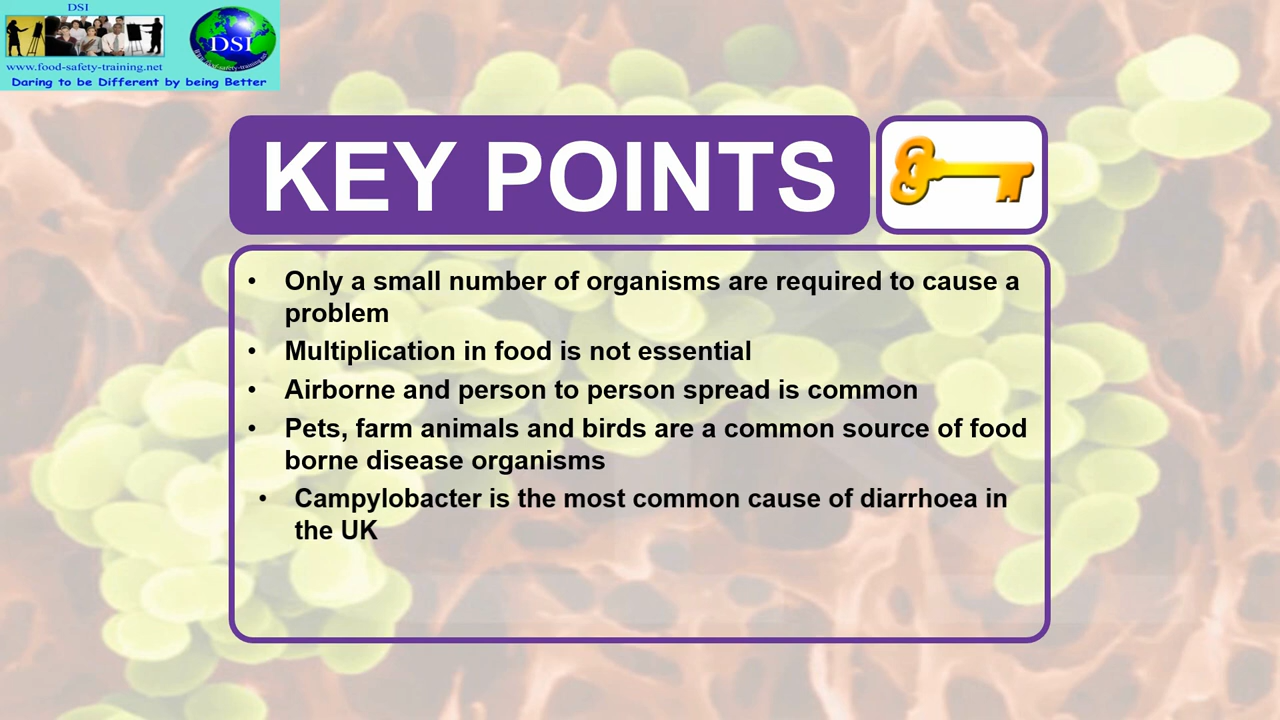 DSI
DSI
www.food-safety-training.net
Daring to be Different by being Better
KEY POINTS
• Only a small number of organisms are required to cause a
problem
• Multiplication in food is not essential
• Airborne and person to person spread is common
• Pets, farm animals and birds are a common source of food
borne disease organisms
• Campylobacter is the most common cause of diarrhoea in
the UK